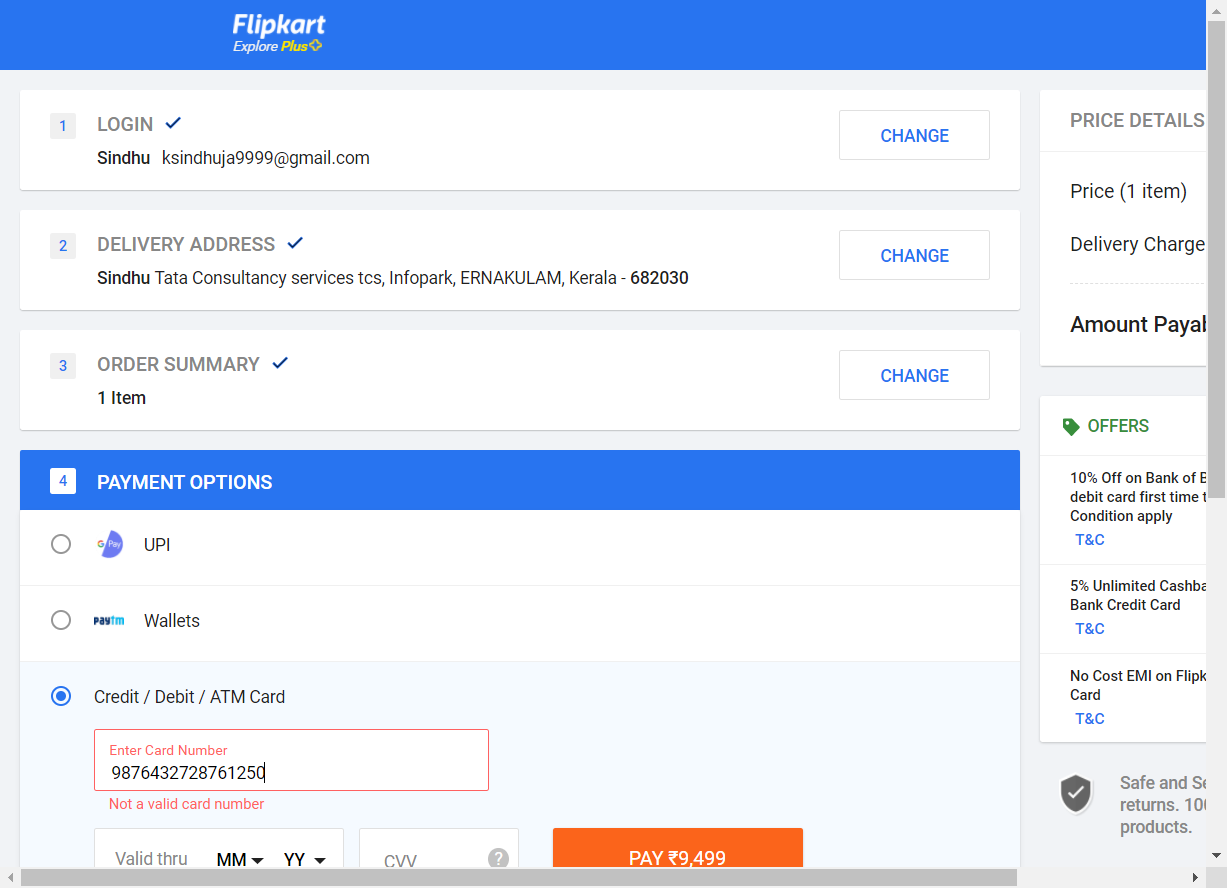 Flipkart
Explore Plus
1 LOGIN
Sindhu ksindhuja9999@gmail.com
CHANGE
2 DELIVERY ADDRESS
Sindhu Tata Consultancy services tcs, Infopark, ERNAKULAM, Kerala - 682030
CHANGE
3 ORDER SUMMARY
1 Item
CHANGE
4 PAYMENT OPTIONS
G Pay UPI
paytm Wallets
Credit / Debit / ATM Card
Enter Card Number
9876432728761250
Not a valid card number
Valid thru MM YY
CVV ?
PAY ₹9,499
PRICE DETAILS
Price (1 item)
Delivery Charge
Amount Payab
OFFERS
10% Off on Bank of B
debit card first time t
Condition apply
T&C
5% Unlimited Cashba
Bank Credit Card
T&C
No Cost EMI on Flipk
Card
T&C
Safe and Se
returns. 100
products.